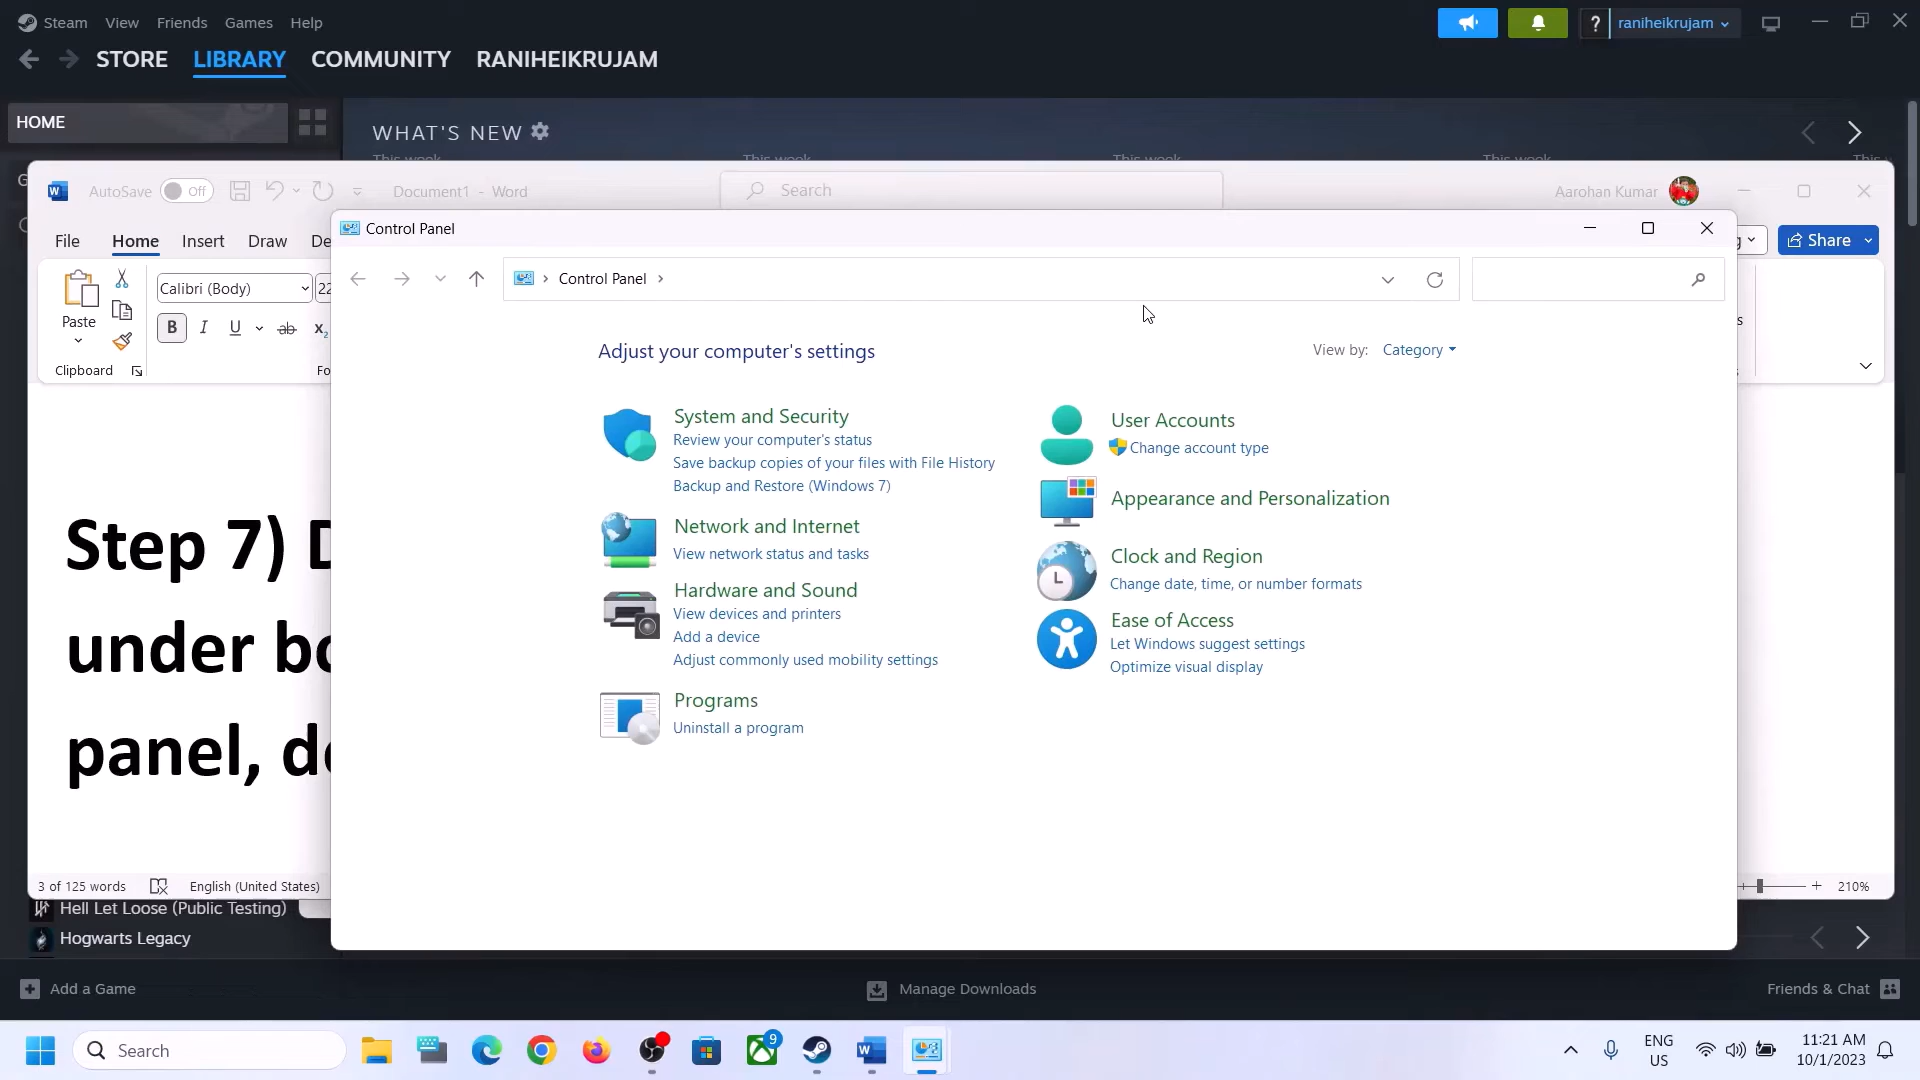 Steam View Friends Games Help
raniheikrujam
STORE LIBRARY COMMUNITY RANIHEIKRUJAM
HOME
WHAT'S NEW
AutoSave Off
Document1 - Word
Search
Aarohan Kumar
File Home Insert Draw
Share
Calibri (Body)
22
Paste
Clipboard
B I U ab
Control Panel
Control Panel
Adjust your computer's settings
View by: Category
System and Security
Review your computer's status
Save backup copies of your files with File History
Backup and Restore (Windows 7)
Network and Internet
View network status and tasks
Hardware and Sound
View devices and printers
Add a device
Adjust commonly used mobility settings
Programs
Uninstall a program
User Accounts
Change account type
Appearance and Personalization
Clock and Region
Change date, time, or number formats
Ease of Access
Let Windows suggest settings
Optimize visual display
Step 7)
under
panel,
3 of 125 words
English (United States)
210%
Hell Let Loose (Public Testing)
Hogwarts Legacy
Add a Game
Manage Downloads
Friends & Chat
Search
9
ENG
US
11:21 AM
10/1/2023